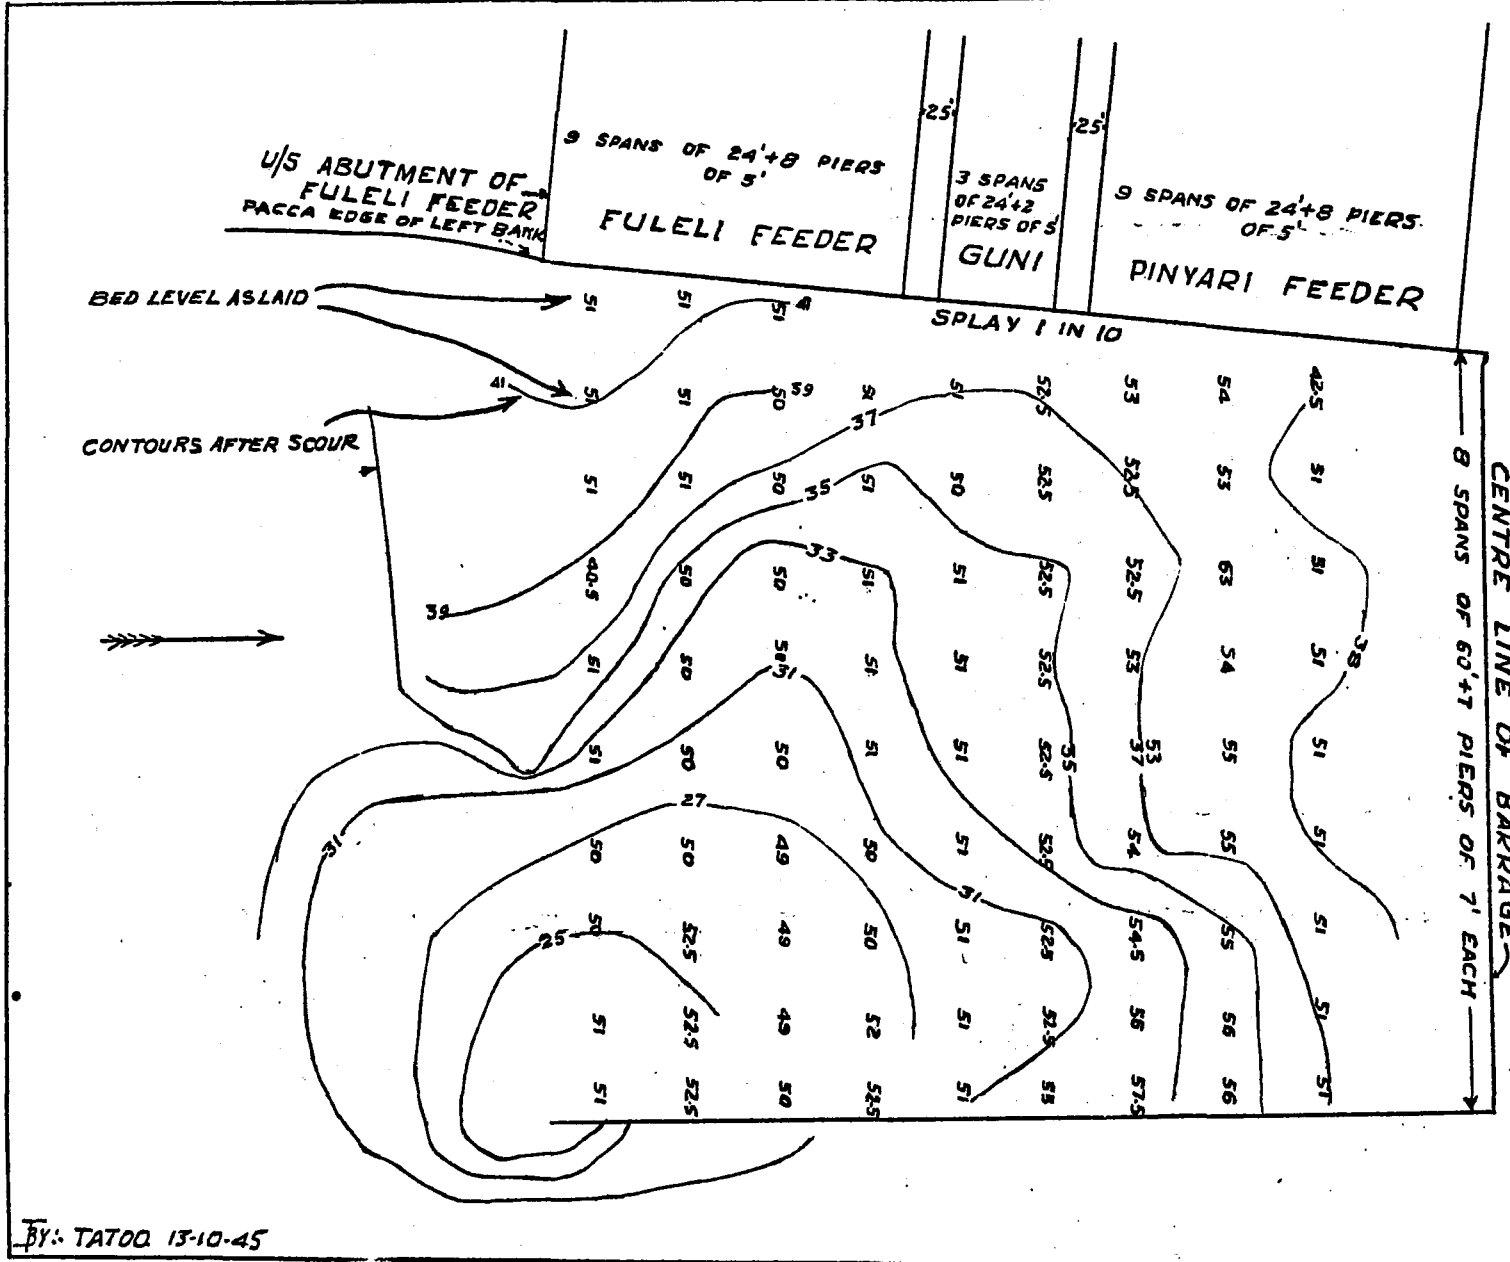 U/S ABUTMENT OF
FULELI FEEDER
PACCA EDGE OF LEFT BANK
9 SPANS OF 24'+8 PIERS
OF 5'
FULELI FEEDER
25'
3 SPANS
OF 24'+2
PIERS OF 5'
GUNI
25'
9 SPANS OF 24'+8 PIERS
OF 5'
PINYARI FEEDER
SPLAY 1 IN 10
BED LEVEL AS LAID
CONTOURS AFTER SCOUR
51 51 51 41
41 51 51 50 39 51 51 52.5 53 54 42.5
37
51 51 50 51 50 52.5 52.5 53 51
35
33
40.5 50 50 51 51 52.5 52.5 63 51
39
51 50 50 51 51 52.5 53 54 51 38
31
51 50 50 51 51 52.5 35 37 53 55 51
27
31 50 50 49 50 51 52.5 54 55 51
31
25 50 52.5 49 50 51 52.5 54.5 55 51
51 52.5 49 52 51 52.5 56 56 51
51 52.5 50 52.5 51 55 57.5 56 51
8 SPANS OF 60'+7 PIERS OF 7' EACH
CENTRE LINE OF BARRAGE
BY:- TATOO 13-10-45